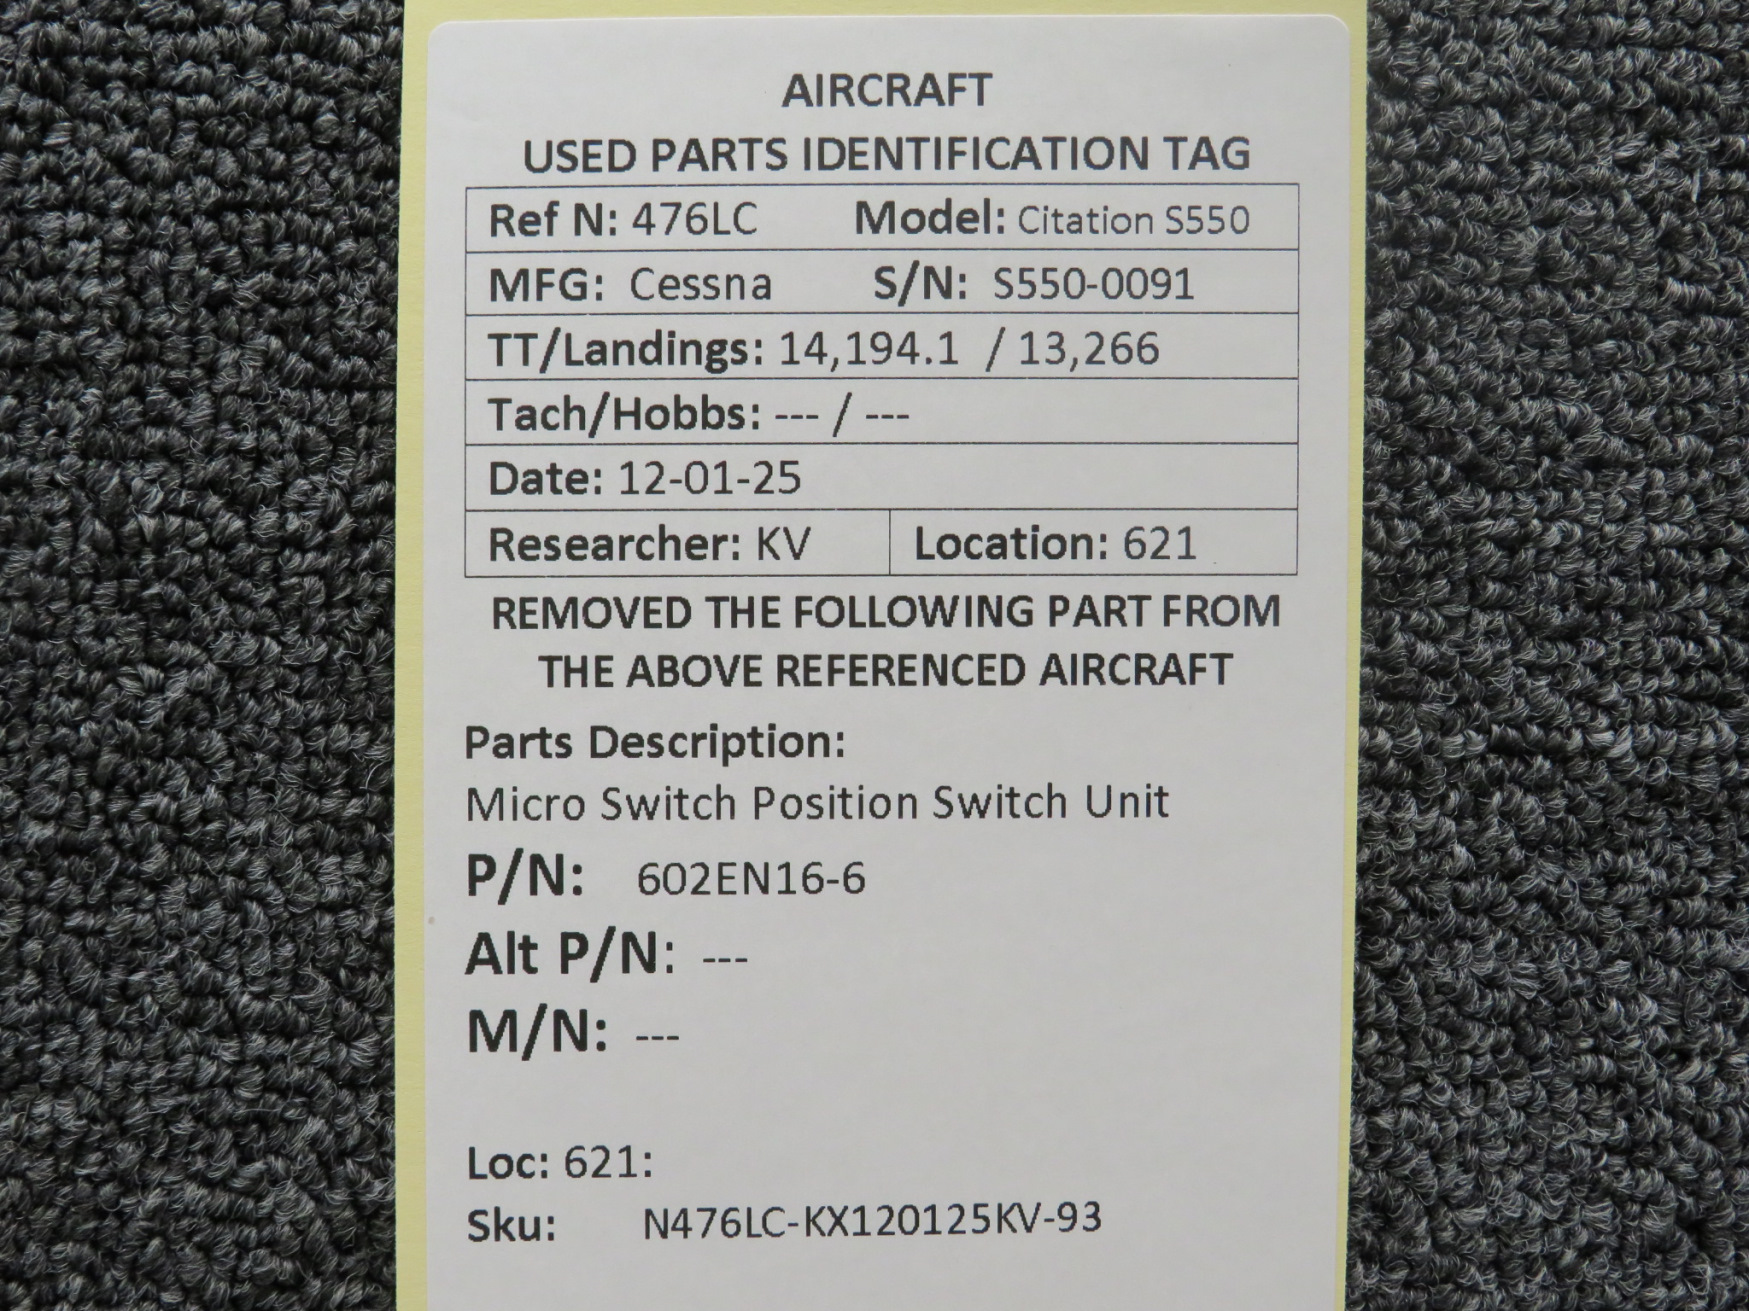 AIRCRAFT
USED PARTS IDENTIFICATION TAG
Ref N: 476LC Model: Citation S550
MFG: Cessna S/N: S550-0091
TT/Landings: 14,194.1 / 13,266
Tach/Hobbs: --- / ---
Date: 12-01-25
Researcher: KV Location: 621
REMOVED THE FOLLOWING PART FROM
THE ABOVE REFERENCED AIRCRAFT
Parts Description:
Micro Switch Position Switch Unit
P/N: 602EN16-6
Alt P/N: ---
M/N: ---
Loc: 621:
Sku: N476LC-KX120125KV-93